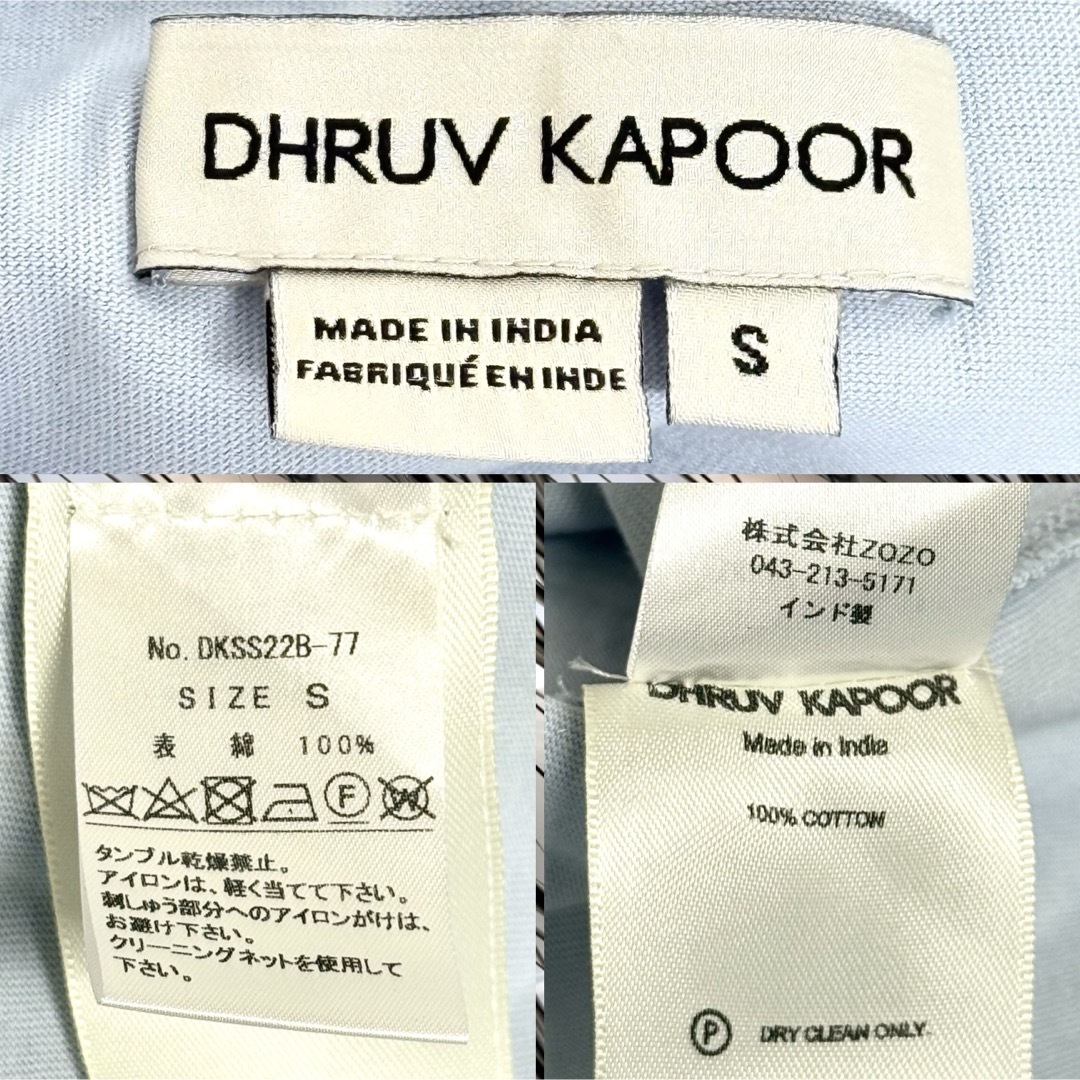 DHRUV KAPOOR
MADE IN INDIA
FABRIQUÉ EN INDE
S
No. DKSS22B-77
SIZE S
表 綿 100%
F W
タンブル乾燥禁止。
アイロンは、軽く当てて下さい。
刺しゅう部分へのアイロンがけは、
お避け下さい。
クリーニングネットを使用して
下さい。
株式会社ZOZO
043-213-5171
インド製
DHRUV KAPOOR
Made in India
100% COTTON
P DRY CLEAN ONLY.